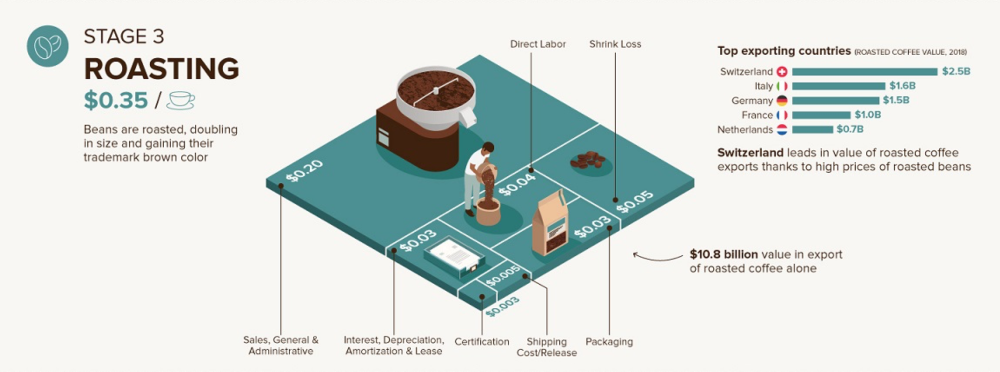 STAGE 3
ROASTING
$0.35 /
Beans are roasted, doubling
in size and gaining their
trademark brown color
Direct Labor
Shrink Loss
$0.20
$0.04
$0.05
$0.03
$0.03
$0.005
$0.003
Sales, General &
Administrative
Interest, Depreciation,
Amortization & Lease
Certification
Shipping
Cost/Release
Packaging
Top exporting countries (ROASTED COFFEE VALUE, 2018)
Switzerland $2.5B
Italy $1.6B
Germany $1.5B
France $1.0B
Netherlands $0.7B
Switzerland leads in value of roasted coffee
exports thanks to high prices of roasted beans
$10.8 billion value in export
of roasted coffee alone